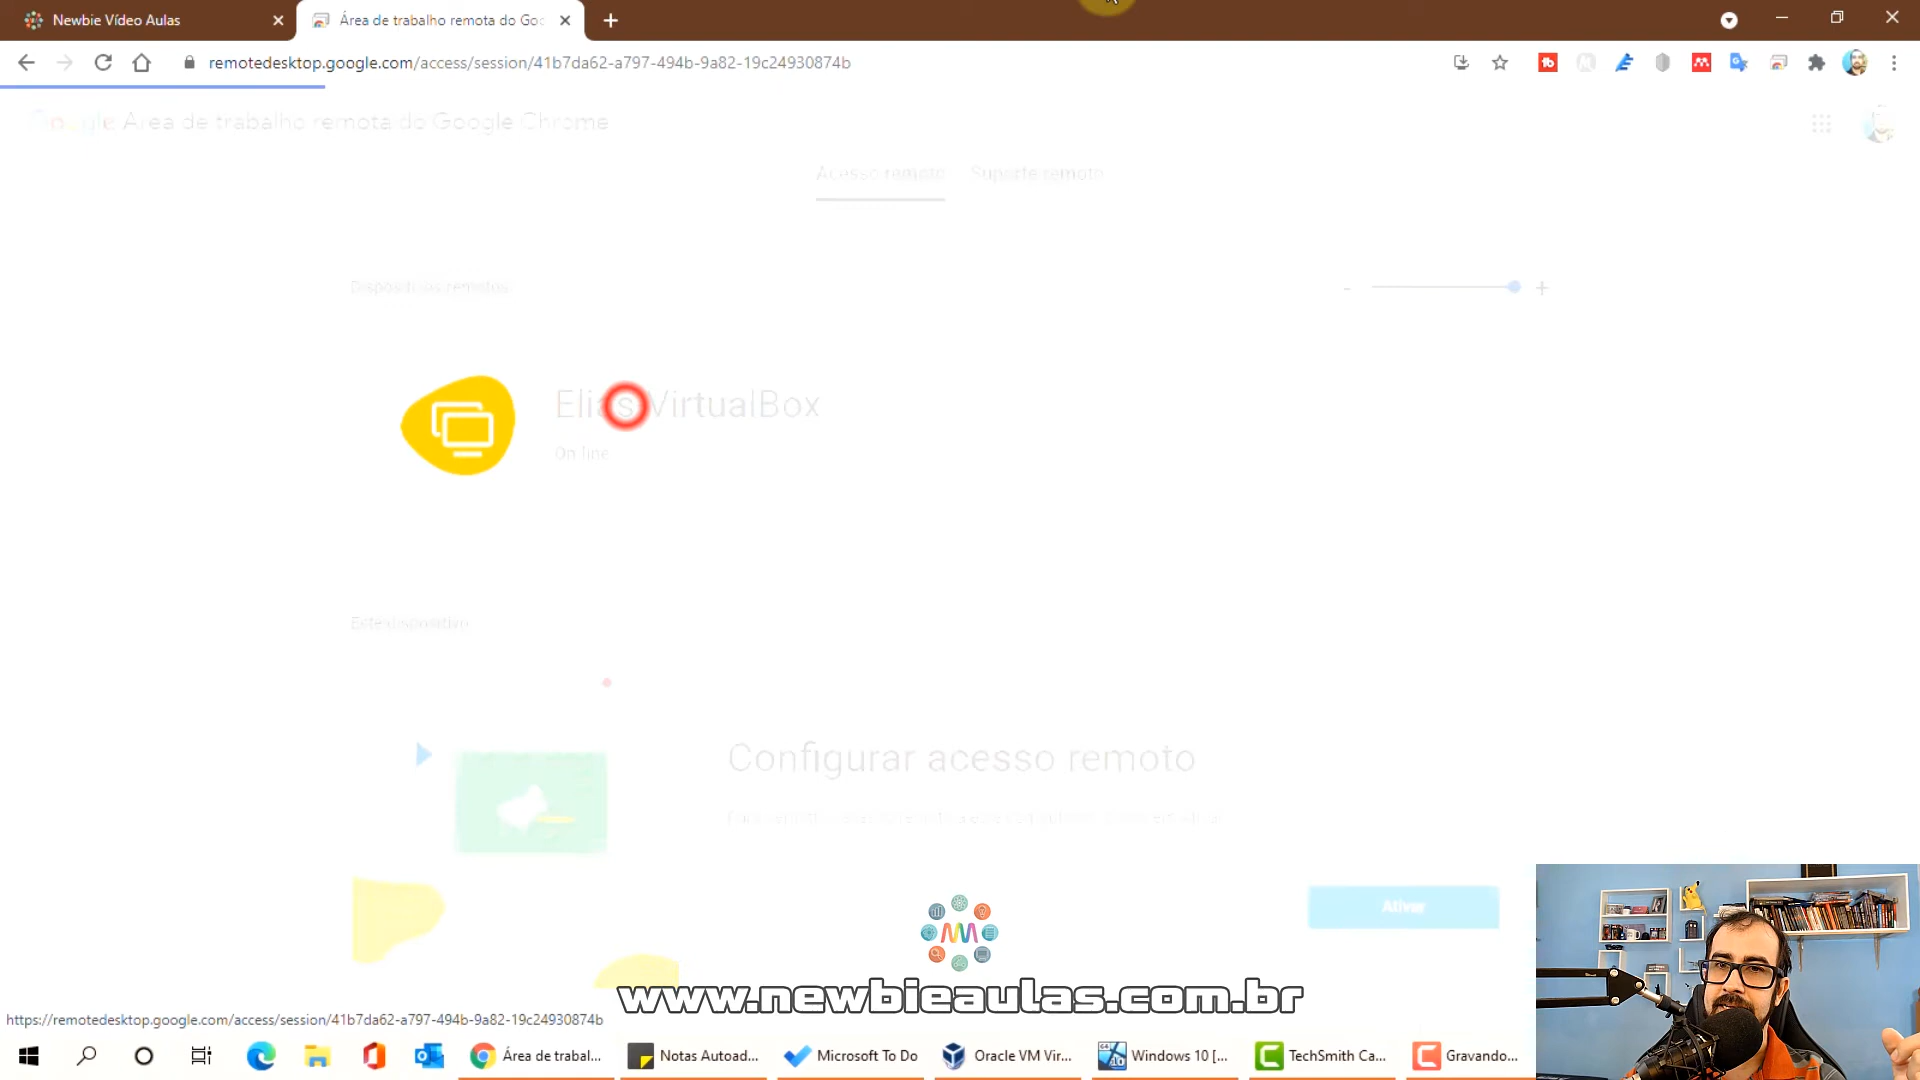 Newbie Vídeo Aulas
Área de trabalho remota do Goo
remotedesktop.google.com/access/session/41b7da62-a797-494b-9a82-19c24930874b
Google Área de trabalho remota do Google Chrome
Acesso remoto
Suporte remoto
Dispositivos remotos
- +
Elias-VirtualBox
On line
Este dispositivo
Configurar acesso remoto
Ativar
www.newbieaulas.com.br
https://remotedesktop.google.com/access/session/41b7da62-a797-494b-9a82-19c24930874b
Área de trabal...
Notas Autoad...
Microsoft To Do
Oracle VM Vir...
Windows 10 [...
TechSmith Ca...
Gravando...